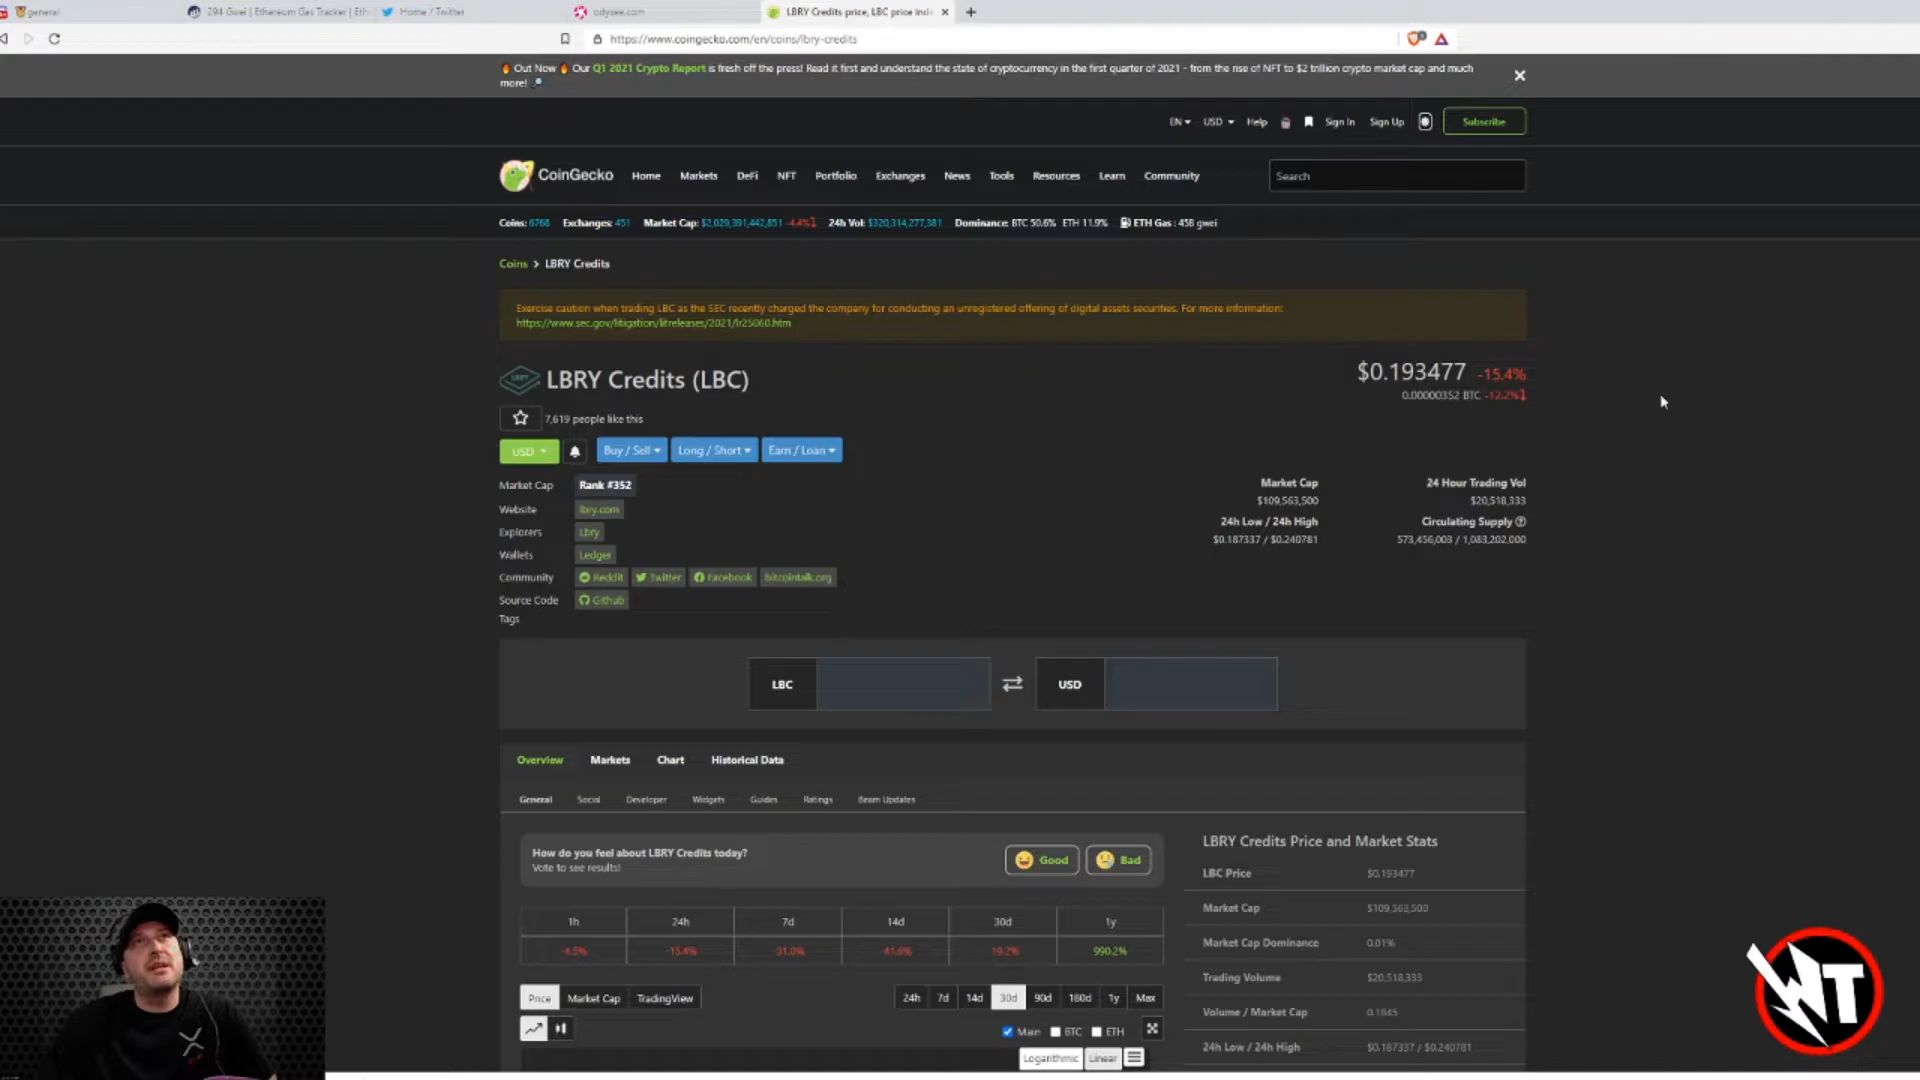 general
294 Gwei | Ethereum Gas Tracker | Eth
Home / Twitter
odysee.com
LBRY Credits price, LBC price ind
https://www.coingecko.com/en/coins/lbry-credits
Out Now Our Q1 2021 Crypto Report is fresh off the press! Read it first and understand the state of cryptocurrency in the first quarter of 2021 - from the rise of NFT to $2 trillion crypto market cap and much
more!
EN USD Help Sign In Sign Up Subscribe
CoinGecko Home Markets DeFi NFT Portfolio Exchanges News Tools Resources Learn Community Search
Coins: 6768 Exchanges: 451 Market Cap: $2,029,391,442,851 -4.4% 24h Vol: $320,314,277,381 Dominance: BTC 50.6% ETH 11.9% ETH Gas: 458 gwei
Coins > LBRY Credits
Exercise caution when trading LBC as the SEC recently charged the company for conducting an unregistered offering of digital assets securities. For more information:
https://www.sec.gov/litigation/litreleases/2021/lr25060.htm
LBRY Credits (LBC)
$0.193477 -15.4%
0.00000352 BTC -12.2%
7,619 people like this
USD Buy / Sell Long / Short Earn / Loan
Market Cap Rank #352
Website lbry.com
Explorers Lbry
Wallets Ledger
Community Reddit Twitter Facebook bitcointalk.org
Source Code Github
Tags
Market Cap 24 Hour Trading Vol
$109,563,500 $20,518,333
24h Low / 24h High Circulating Supply
$0.187337 / $0.240781 573,456,003 / 1,083,202,000
LBC USD
Overview Markets Chart Historical Data
General Social Developer Widgets Guides Ratings Beam Updates
How do you feel about LBRY Credits today?
Vote to see results!
Good Bad
1h 24h 7d 14d 30d 1y
-4.5% -15.4% -31.0% -41.6% 19.2% 990.2%
Price Market Cap TradingView
24h 7d 14d 30d 90d 180d 1y Max
Main BTC ETH
Logarithmic Linear
LBRY Credits Price and Market Stats
LBC Price $0.193477
Market Cap $109,563,500
Market Cap Dominance 0.01%
Trading Volume $20,518,333
Volume / Market Cap 0.1845
24h Low / 24h High $0.187337 / $0.240781
WT